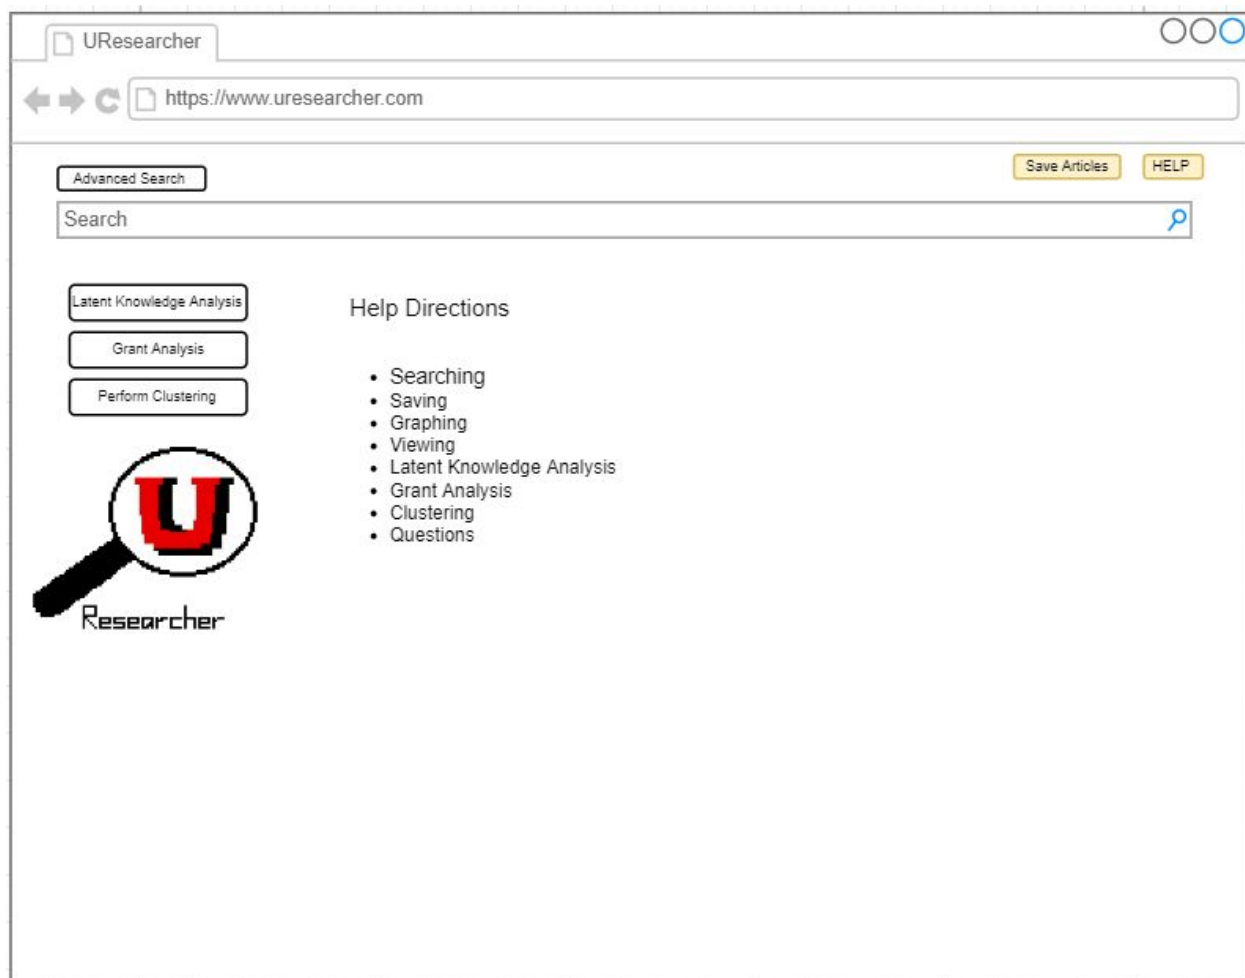 UResearcher
https://www.uresearcher.com
Save Articles
HELP
Advanced Search
Search
Latent Knowledge Analysis
Grant Analysis
Perform Clustering
Help Directions
• Searching
• Saving
• Graphing
• Viewing
• Latent Knowledge Analysis
• Grant Analysis
• Clustering
• Questions
U
Researcher